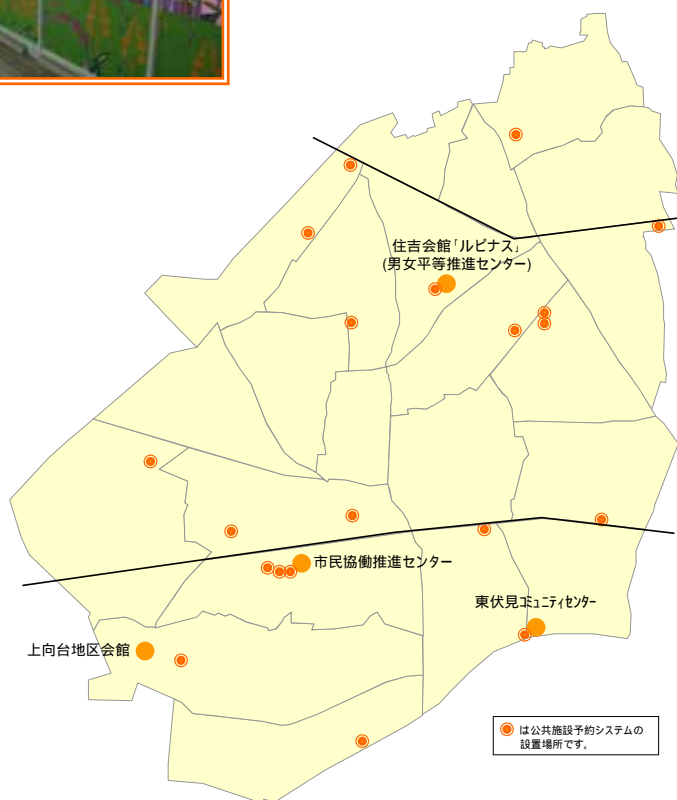 住吉会館「ルピナス」
(男女平等推進センター)
市民協働推進センター
東伏見コミュニティセンター
上向台地区会館
は公共施設予約システムの
設置場所です。